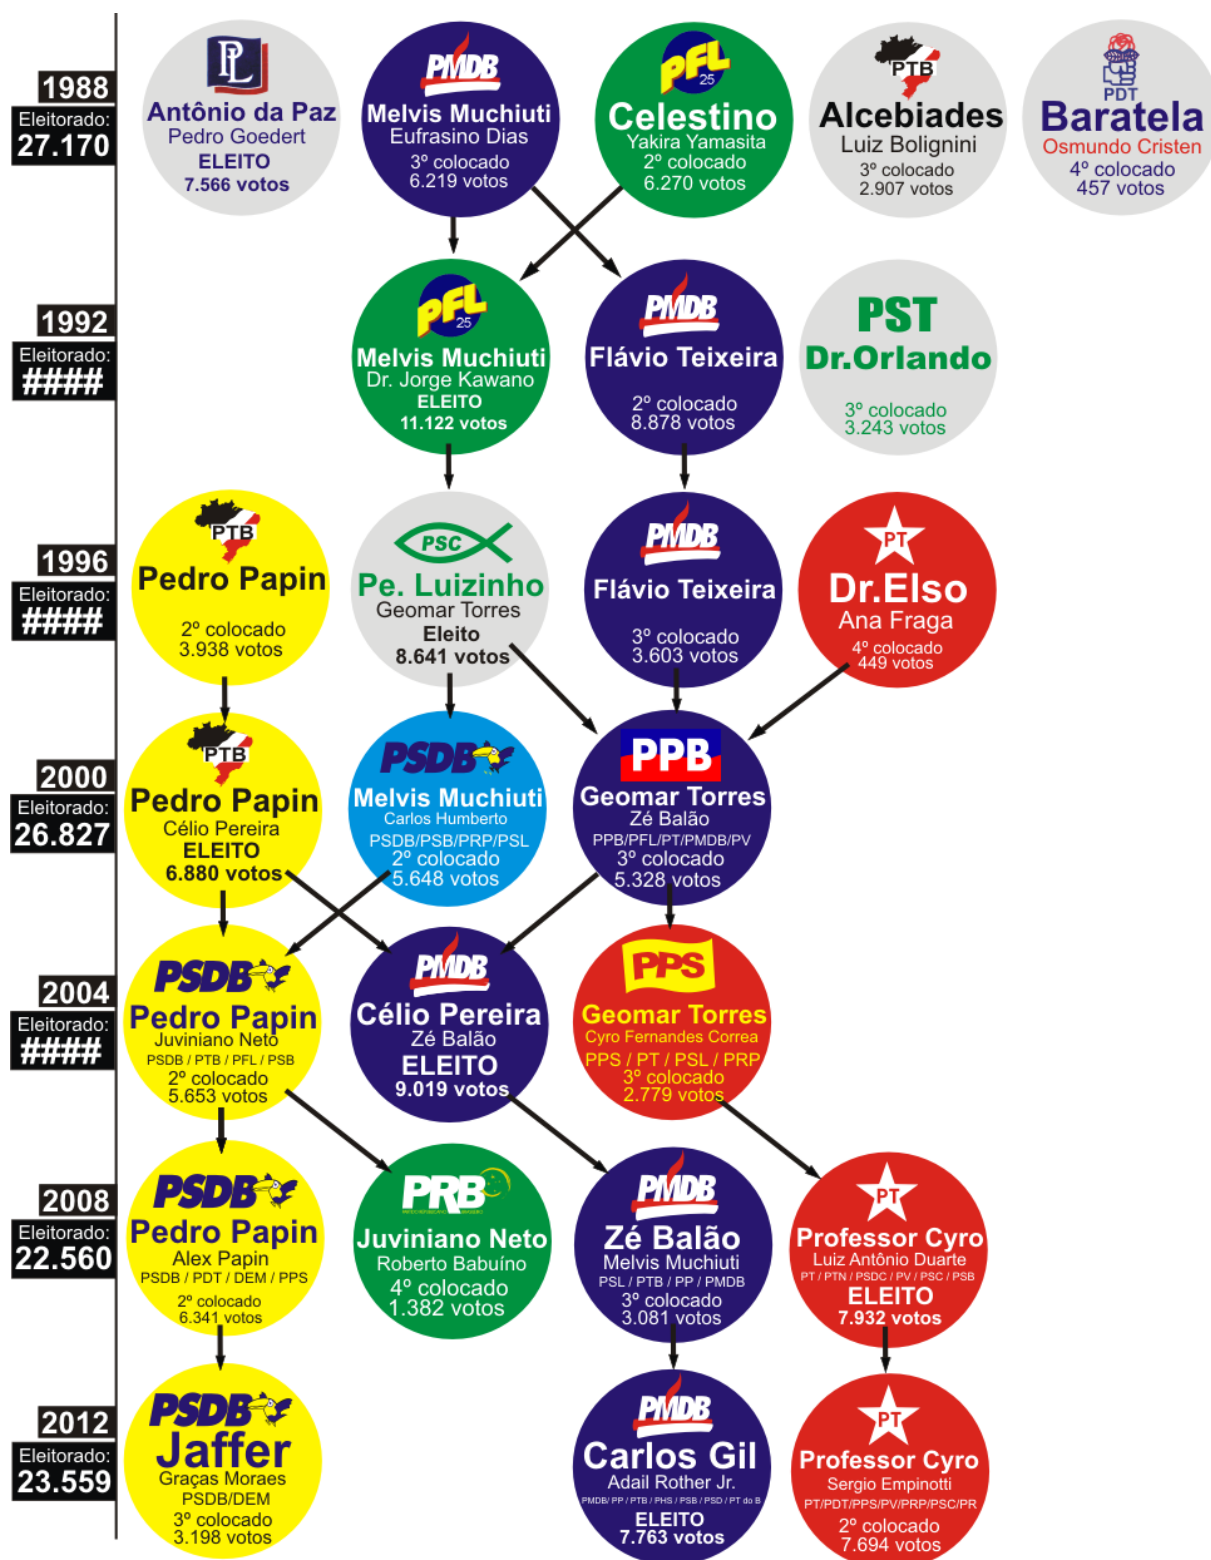 1988
Eleitorado:
27.170
PL
Antônio da Paz
Pedro Goedert
ELEITO
7.566 votos
PMDB
Melvis Muchiuti
Eufrasino Dias
3º colocado
6.219 votos
PFL
25
Celestino
Yakira Yamasita
2º colocado
6.270 votos
PTB
Alcebiades
Luiz Bolignini
3º colocado
2.907 votos
PDT
Baratela
Osmundo Cristen
4º colocado
457 votos
1992
Eleitorado:
####
PFL
25
Melvis Muchiuti
Dr. Jorge Kawano
ELEITO
11.122 votos
PMDB
Flávio Teixeira
2º colocado
8.878 votos
PST
Dr.Orlando
3º colocado
3.243 votos
1996
Eleitorado:
####
PTB
Pedro Papin
2º colocado
3.938 votos
PSC
Pe. Luizinho
Geomar Torres
Eleito
8.641 votos
PMDB
Flávio Teixeira
3º colocado
3.603 votos
PT
Dr.Elso
Ana Fraga
4º colocado
449 votos
2000
Eleitorado:
26.827
PTB
Pedro Papin
Célio Pereira
ELEITO
6.880 votos
PSDB
Melvis Muchiuti
Carlos Humberto
PSDB/PSB/PRP/PSL
2º colocado
5.648 votos
PPB
Geomar Torres
Zé Balão
PPB/PFL/PT/PMDB/PV
3º colocado
5.328 votos
2004
Eleitorado:
####
PSDB
Pedro Papin
Juviniano Neto
PSDB / PTB / PFL / PSB
2º colocado
5.653 votos
PMDB
Célio Pereira
Zé Balão
ELEITO
9.019 votos
PPS
Geomar Torres
Cyro Fernandes Correa
PPS / PT / PSL / PRP
3º colocado
2.779 votos
2008
Eleitorado:
22.560
PSDB
Pedro Papin
Alex Papin
PSDB / PDT / DEM / PPS
2º colocado
6.341 votos
PRB
Juviniano Neto
Roberto Babuíno
4º colocado
1.382 votos
PMDB
Zé Balão
Melvis Muchiuti
PSL / PTB / PP / PMDB
3º colocado
3.081 votos
PT
Professor Cyro
Luiz Antônio Duarte
PT / PTN / PSDC / PV / PSC / PSB
ELEITO
7.932 votos
2012
Eleitorado:
23.559
PSDB
Jaffer
Graças Moraes
PSDB/DEM
3º colocado
3.198 votos
PMDB
Carlos Gil
Adail Rother Jr.
PMDB/ PP / PTB / PHS / PSB / PSD / PT do B
ELEITO
7.763 votos
PT
Professor Cyro
Sergio Empinotti
PT/PDT/PPS/PV/PRP/PSC/PR
2º colocado
7.694 votos